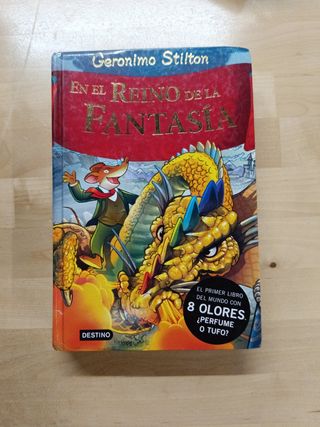 Geronimo Stilton
EN EL REINO DE LA
FANTASÍA
EL PRIMER LIBRO
DEL MUNDO CON
8 OLORES
¿PERFUME
O TUFO?
DESTINO